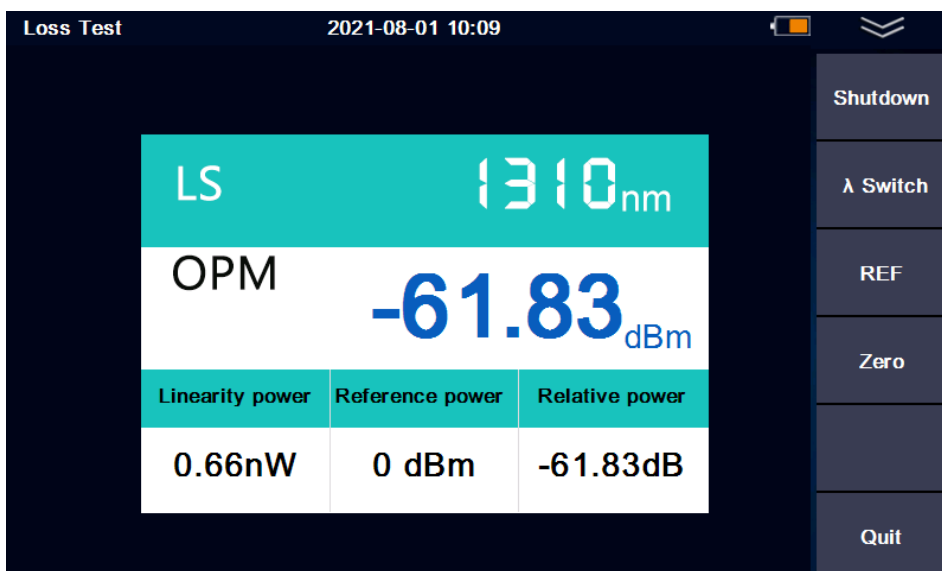 Loss Test 2021-08-01 10:09
Shutdown
LS 1310nm
λ Switch
OPM -61.83dBm
REF
Zero
Linearity power Reference power Relative power
0.66nW 0 dBm -61.83dB
Quit